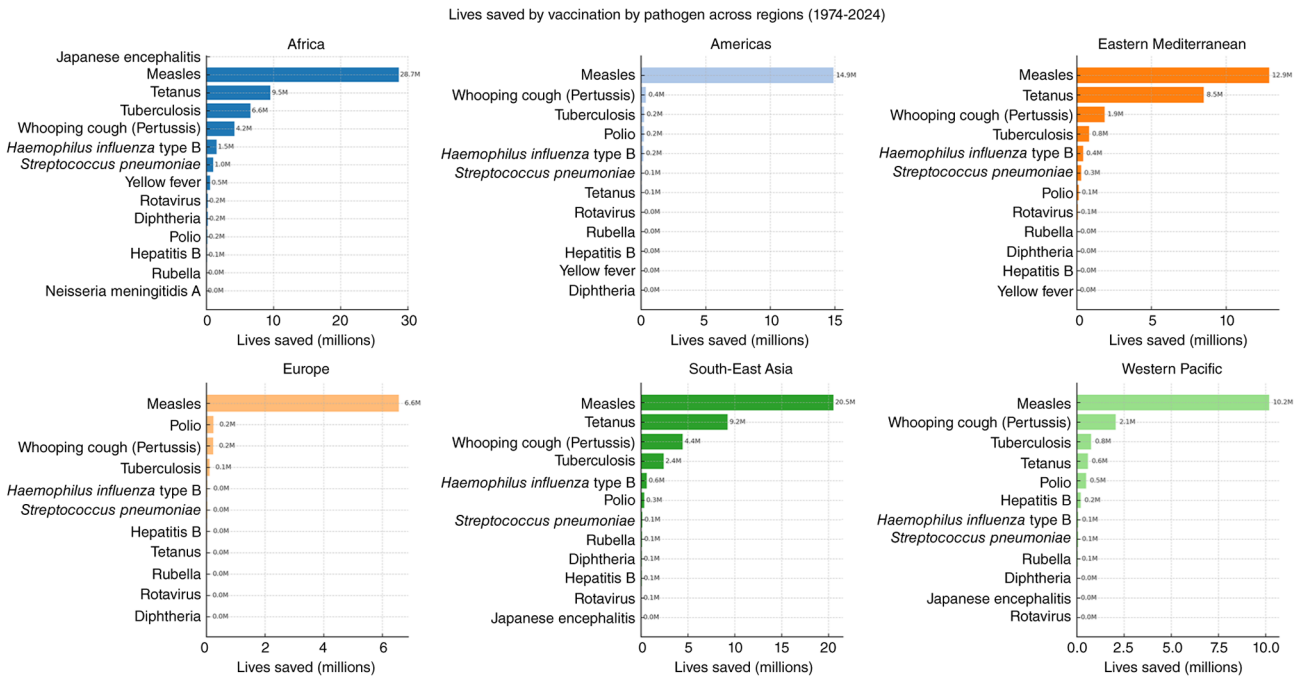 Lives saved by vaccination by pathogen across regions (1974-2024)
Africa
Japanese encephalitis
Measles 28.7M
Tetanus 9.5M
Tuberculosis 6.6M
Whooping cough (Pertussis) 4.2M
Haemophilus influenza type B 1.5M
Streptococcus pneumoniae 1.0M
Yellow fever 0.5M
Rotavirus 0.2M
Diphtheria 0.2M
Polio 0.2M
Hepatitis B 0.1M
Rubella 0.0M
Neisseria meningitidis A 0.0M
0 10 20 30
Lives saved (millions)
Americas
Measles 14.9M
Whooping cough (Pertussis) 0.4M
Tuberculosis 0.2M
Polio 0.2M
Haemophilus influenza type B 0.2M
Streptococcus pneumoniae 0.1M
Tetanus 0.1M
Rotavirus 0.0M
Rubella 0.0M
Hepatitis B 0.0M
Yellow fever 0.0M
Diphtheria 0.0M
0 5 10 15
Lives saved (millions)
Eastern Mediterranean
Measles 12.9M
Tetanus 8.5M
Whooping cough (Pertussis) 1.9M
Tuberculosis 0.8M
Haemophilus influenza type B 0.4M
Streptococcus pneumoniae 0.3M
Polio 0.1M
Rotavirus 0.1M
Rubella 0.0M
Diphtheria 0.0M
Hepatitis B 0.0M
Yellow fever 0.0M
0 5 10
Lives saved (millions)
Europe
Measles 6.6M
Polio 0.2M
Whooping cough (Pertussis) 0.2M
Tuberculosis 0.1M
Haemophilus influenza type B 0.0M
Streptococcus pneumoniae 0.0M
Hepatitis B 0.0M
Tetanus 0.0M
Rubella 0.0M
Rotavirus 0.0M
Diphtheria 0.0M
0 2 4 6
Lives saved (millions)
South-East Asia
Measles 20.5M
Tetanus 9.2M
Whooping cough (Pertussis) 4.4M
Tuberculosis 2.4M
Haemophilus influenza type B 0.6M
Polio 0.3M
Streptococcus pneumoniae 0.1M
Rubella 0.1M
Diphtheria 0.1M
Hepatitis B 0.1M
Rotavirus 0.1M
Japanese encephalitis 0.0M
0 5 10 15 20
Lives saved (millions)
Western Pacific
Measles 10.2M
Whooping cough (Pertussis) 2.1M
Tuberculosis 0.8M
Tetanus 0.6M
Polio 0.5M
Hepatitis B 0.2M
Haemophilus influenza type B 0.1M
Streptococcus pneumoniae 0.1M
Rubella 0.1M
Diphtheria 0.0M
Japanese encephalitis 0.0M
Rotavirus 0.0M
0.0 2.5 5.0 7.5 10.0
Lives saved (millions)